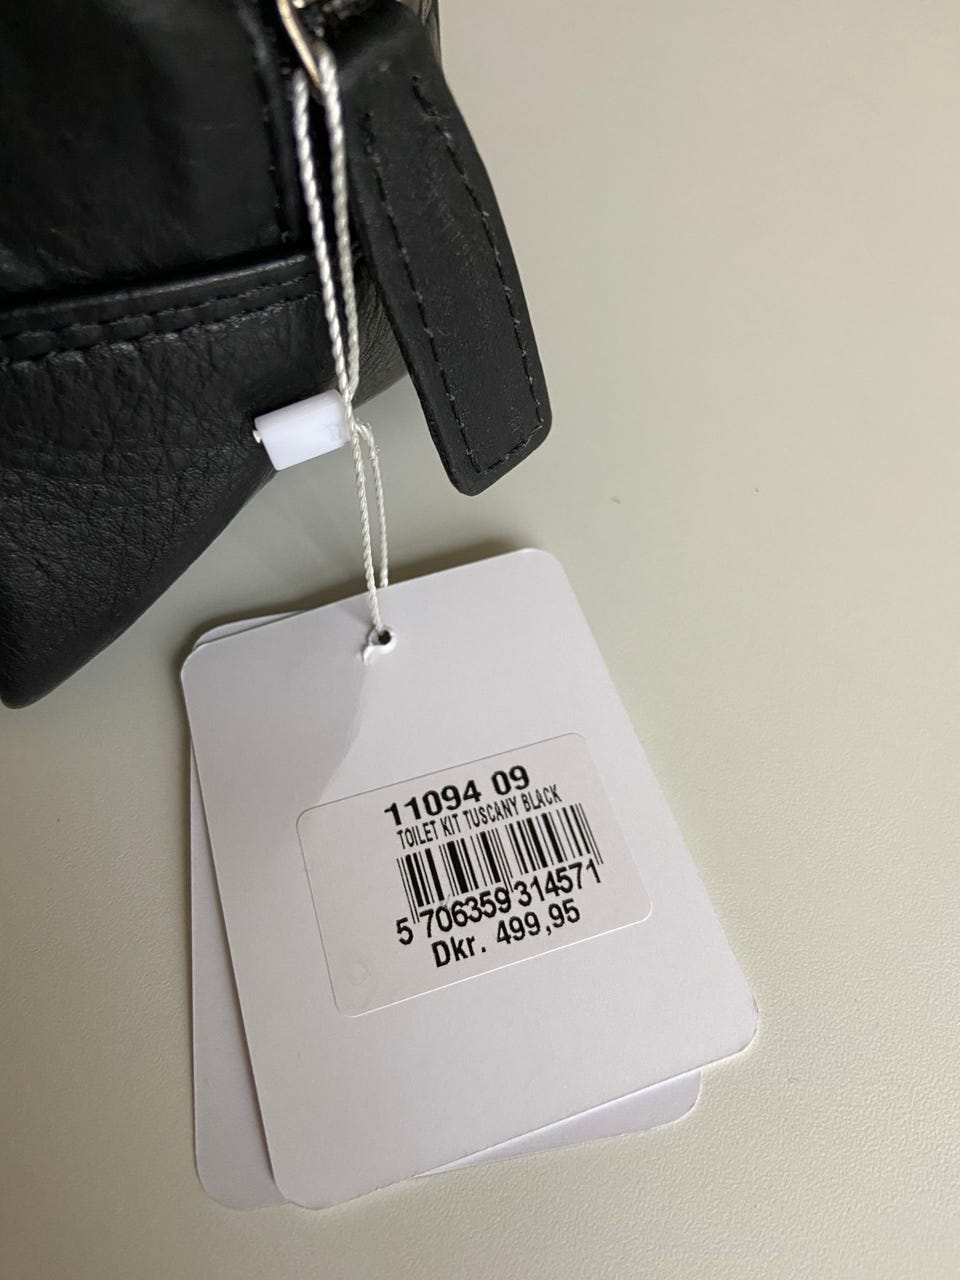 11094 09
TOILET KIT TUSCANY BLACK
5 706359 314571
Dkr. 499,95